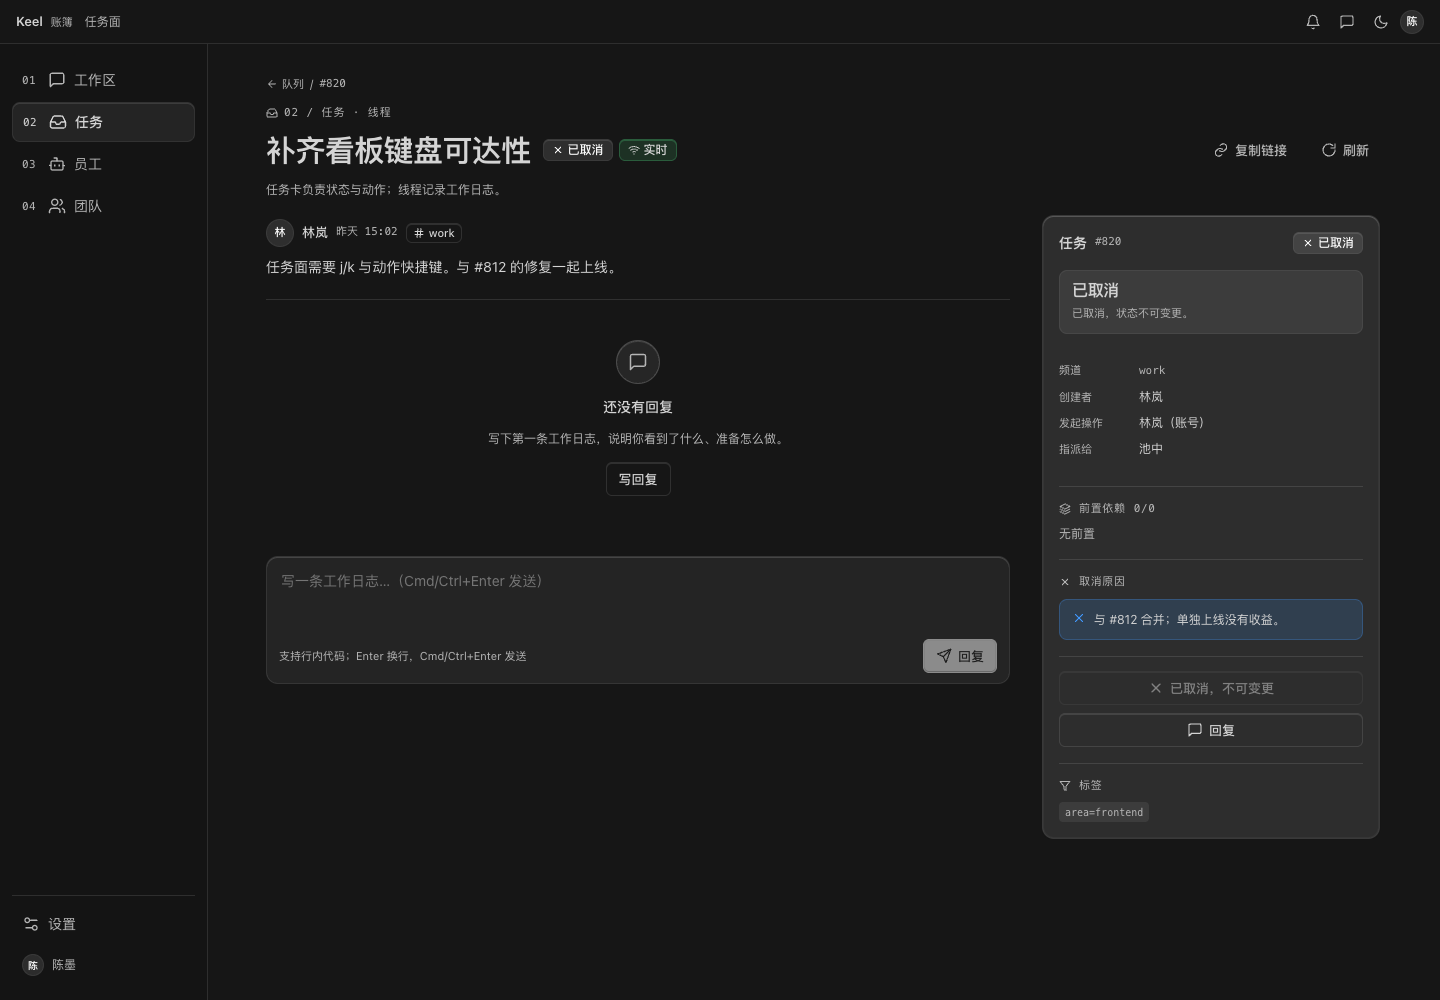 Keel 账簿 任务面
陈
01 工作区
02 任务
03 员工
04 团队
设置
陈 陈墨
队列 / #820
02 / 任务 · 线程
补齐看板键盘可达性 已取消 实时
复制链接 刷新
任务卡负责状态与动作；线程记录工作日志。
林 林岚 昨天 15:02 # work
任务面需要 j/k 与动作快捷键。与 #812 的修复一起上线。
还没有回复
写下第一条工作日志，说明你看到了什么、准备怎么做。
写回复
写一条工作日志...（Cmd/Ctrl+Enter 发送）
支持行内代码；Enter 换行，Cmd/Ctrl+Enter 发送
回复
任务 #820 已取消
已取消
已取消，状态不可变更。
频道 work
创建者 林岚
发起操作 林岚（账号）
指派给 池中
前置依赖 0/0
无前置
取消原因
与 #812 合并；单独上线没有收益。
已取消，不可变更
回复
标签
area=frontend